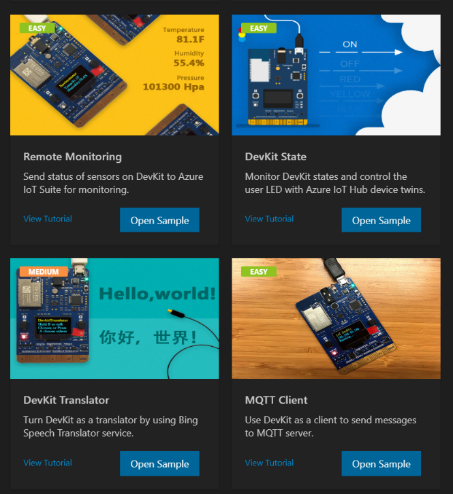 EASY
Temperature
81.1F
Humidity
55.4%
Pressure
101300 Hpa
Remote Monitoring
Send status of sensors on DevKit to Azure
IoT Suite for monitoring.
View Tutorial
Open Sample
EASY
ON
OFF
RED
YELLOW
DevKit State
Monitor DevKit states and control the
user LED with Azure IoT Hub device twins.
View Tutorial
Open Sample
MEDIUM
Hello,world!
你好，世界!
DevKit Translator
Turn DevKit as a translator by using Bing
Speech Translator service.
View Tutorial
Open Sample
EASY
MQTT Client
Use DevKit as a client to send messages
to MQTT server.
View Tutorial
Open Sample